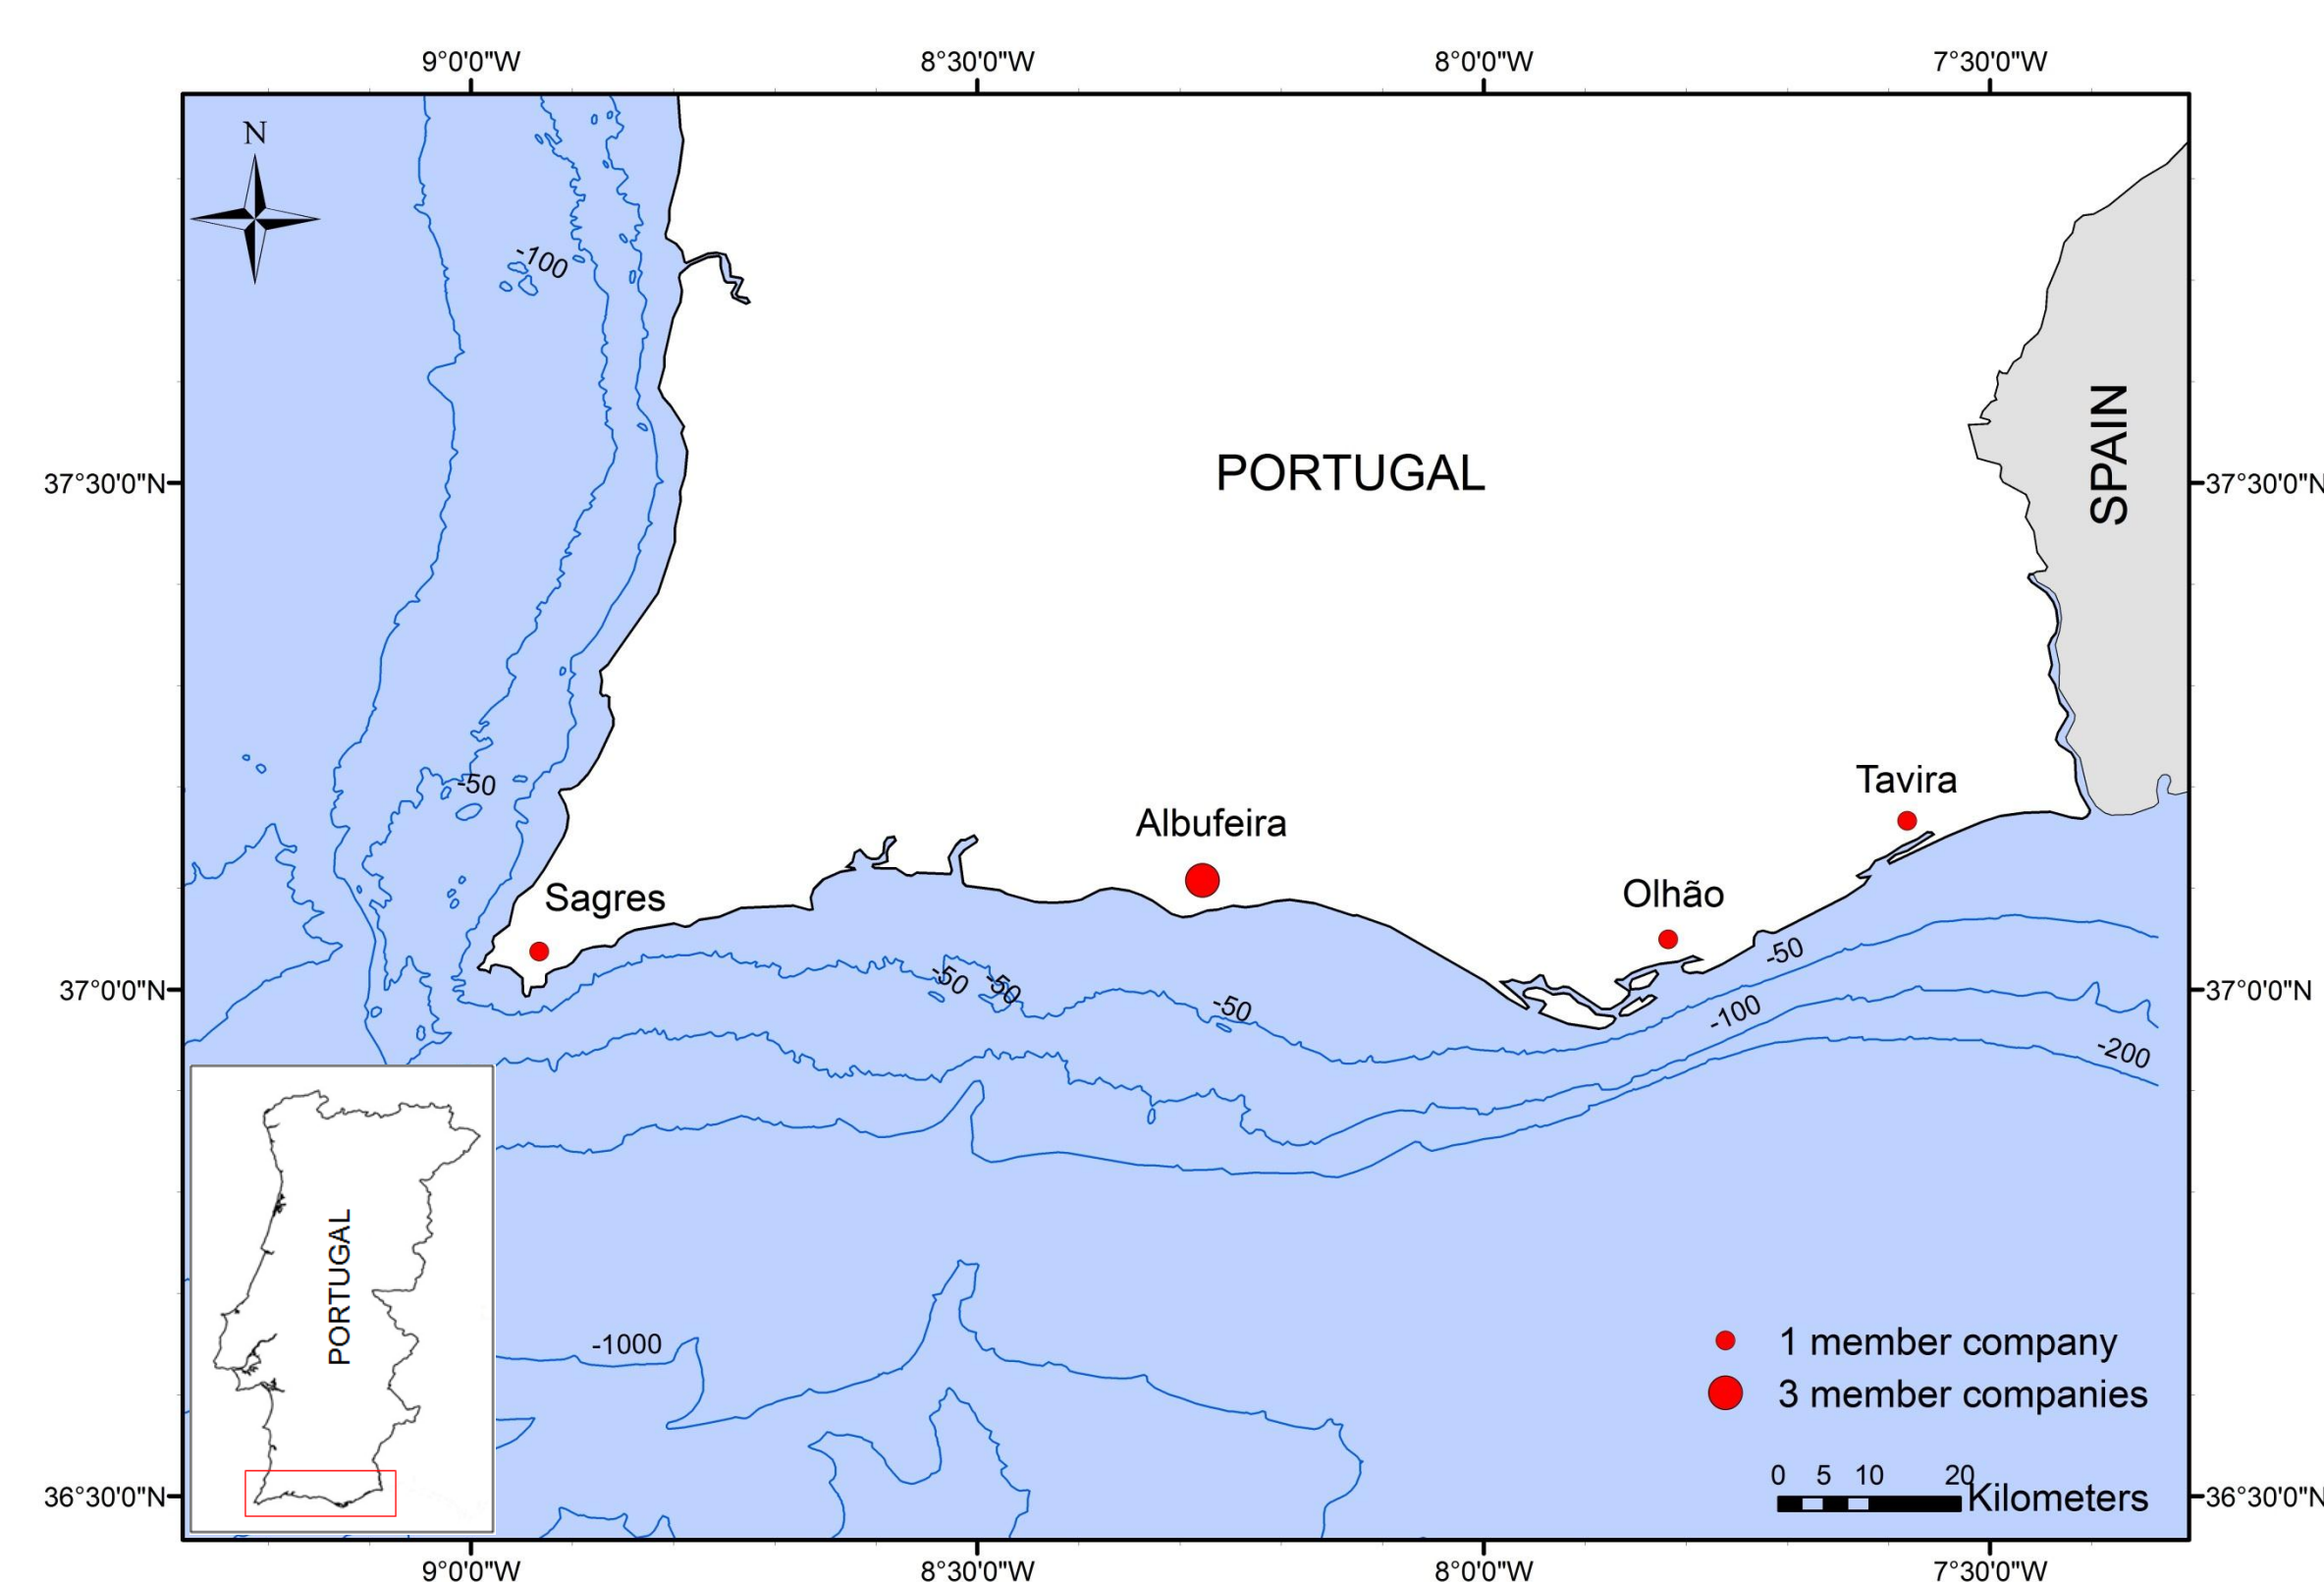 9°0'0"W
8°30'0"W
8°0'0"W
7°30'0"W
N
-100
37°30'0"N
PORTUGAL
SPAIN
37°30'0"N
-50
Tavira
Albufeira
Sagres
Olhão
-50
-50
-50
-50
-100
-200
37°0'0"N
37°0'0"N
PORTUGAL
-1000
1 member company
3 member companies
0 5 10 20
Kilometers
36°30'0"N
36°30'0"N
9°0'0"W
8°30'0"W
8°0'0"W
7°30'0"W